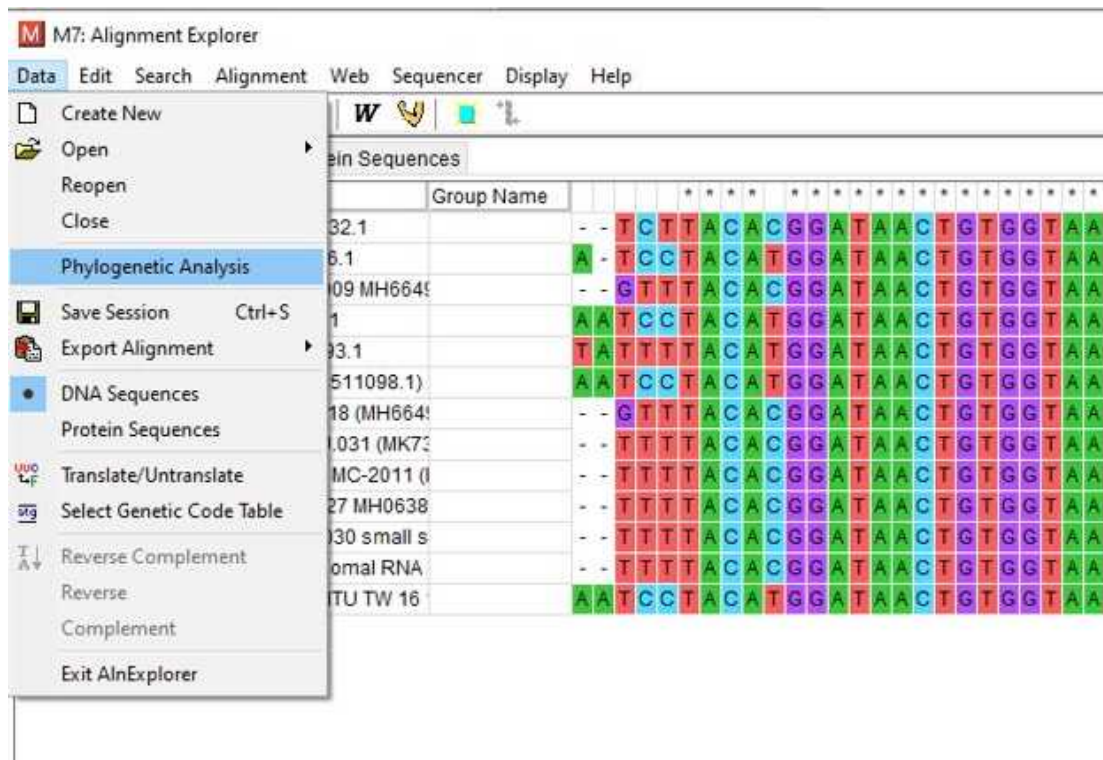 M M7: Alignment Explorer
Data Edit Search Alignment Web Sequencer Display Help
Create New
W
Open
ein Sequences
Reopen
Group Name * * * * * * * * * * * * * * * * * *
Close
32.1 - - T C T T A C A C G G A T A A C T G T G G T A A
Phylogenetic Analysis
6.1 A - T C C T A C A T G G A T A A C T G T G G T A A
009 MH6649 - - G T T T A C A C G G A T A A C T G T G G T A A
Save Session Ctrl+S
1 A A T C C T A C A T G G A T A A C T G T G G T A A
Export Alignment
93.1 T A T T T T A C A T G G A T A A C T G T G G T A A
DNA Sequences
511098.1) A A T C C T A C A T G G A T A A C T G T G G T A A
Protein Sequences
18 (MH6649 - - G T T T A C A C G G A T A A C T G T G G T A A
.031 (MK73 - - T T T T A C A C G G A T A A C T G T G G T A A
Translate/Untranslate
MC-2011 ( - - T T T T A C A C G G A T A A C T G T G G T A A
Select Genetic Code Table
27 MH0638 - - T T T T A C A C G G A T A A C T G T G G T A A
030 small s - - T T T T A C A C G G A T A A C T G T G G T A A
Reverse Complement
omal RNA - - T T T T A C A C G G A T A A C T G T G G T A A
Reverse
TU TW 16 A A T C C T A C A T G G A T A A C T G T G G T A A
Complement
Exit AlnExplorer